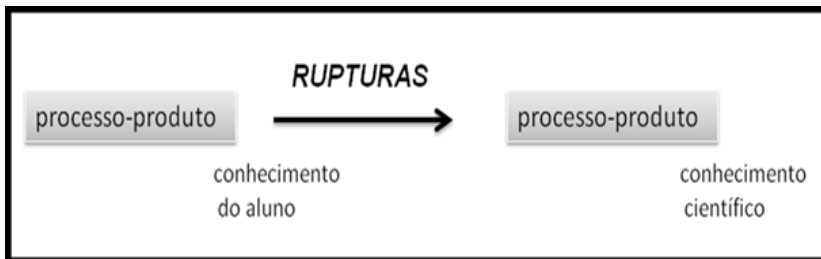 RUPTURAS
processo-produto
processo-produto
conhecimento
do aluno
conhecimento
científico